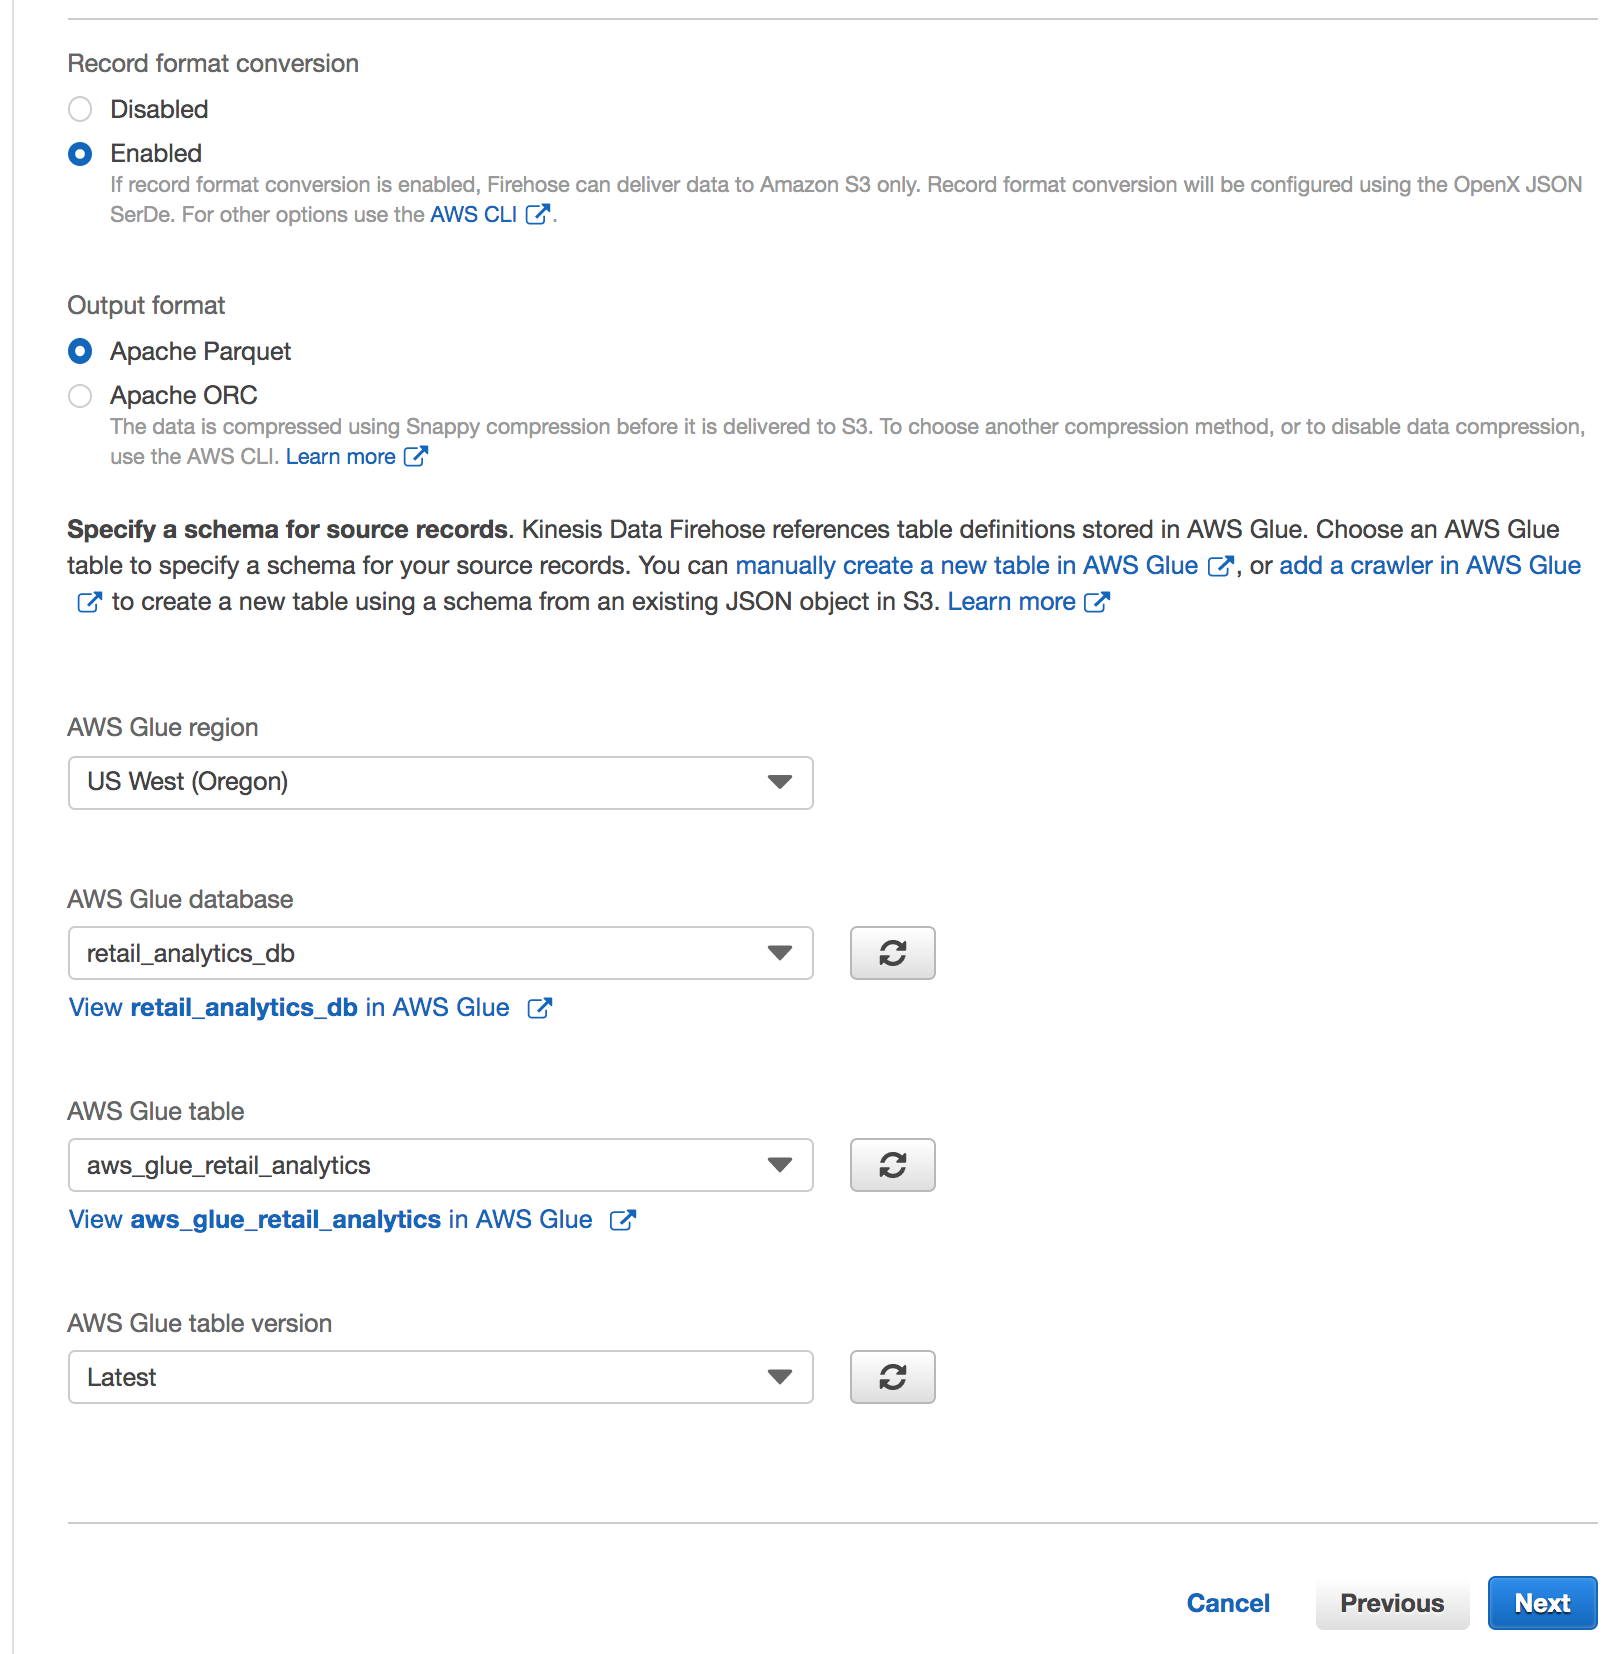 Record format conversion
Disabled
Enabled
If record format conversion is enabled, Firehose can deliver data to Amazon S3 only. Record format conversion will be configured using the OpenX JSON
SerDe. For other options use the AWS CLI .
Output format
Apache Parquet
Apache ORC
The data is compressed using Snappy compression before it is delivered to S3. To choose another compression method, or to disable data compression,
use the AWS CLI. Learn more
Specify a schema for source records. Kinesis Data Firehose references table definitions stored in AWS Glue. Choose an AWS Glue
table to specify a schema for your source records. You can manually create a new table in AWS Glue , or add a crawler in AWS Glue
to create a new table using a schema from an existing JSON object in S3. Learn more
AWS Glue region
US West (Oregon)
AWS Glue database
retail_analytics_db
View retail_analytics_db in AWS Glue
AWS Glue table
aws_glue_retail_analytics
View aws_glue_retail_analytics in AWS Glue
AWS Glue table version
Latest
Cancel Previous Next